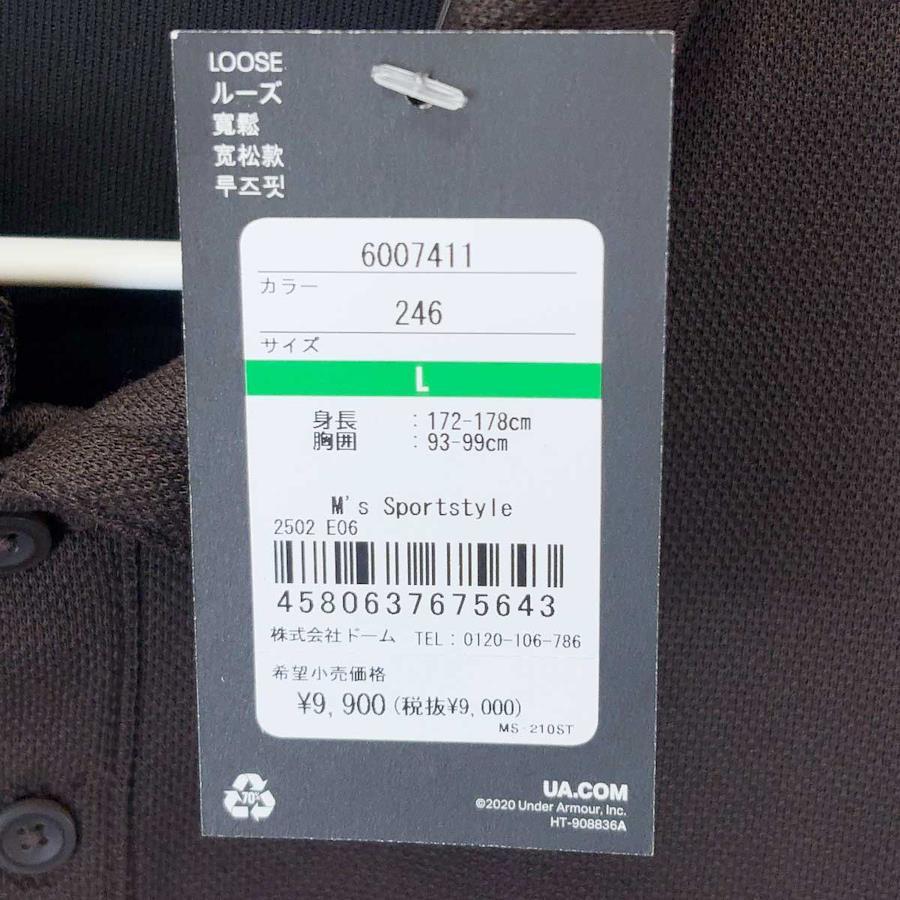 LOOSE
ルーズ
寬鬆
宽松款
루즈핏
6007411
カラー
246
サイズ
L
身長 : 172-178cm
胸囲 : 93-99cm
M's Sportstyle
2502 E06
4580637675643
株式会社ドーム TEL : 0120-106-786
希望小売価格
¥9,900 (税抜¥9,000)
MS-210ST
70%
UA.COM
©2020 Under Armour, Inc.
HT-908836A